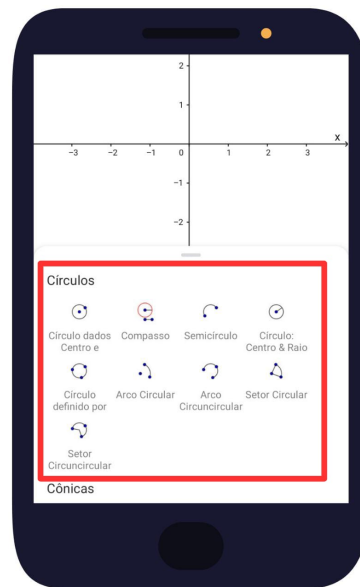 2
1
x
−3 −2 −1 0 1 2 3
−1
−2
Círculos
Círculo dados
Centro e
Compasso
Semicírculo
Círculo:
Centro & Raio
Círculo
definido por
Arco Circular
Arco
Circuncircular
Setor Circular
Setor
Circuncircular
Cônicas